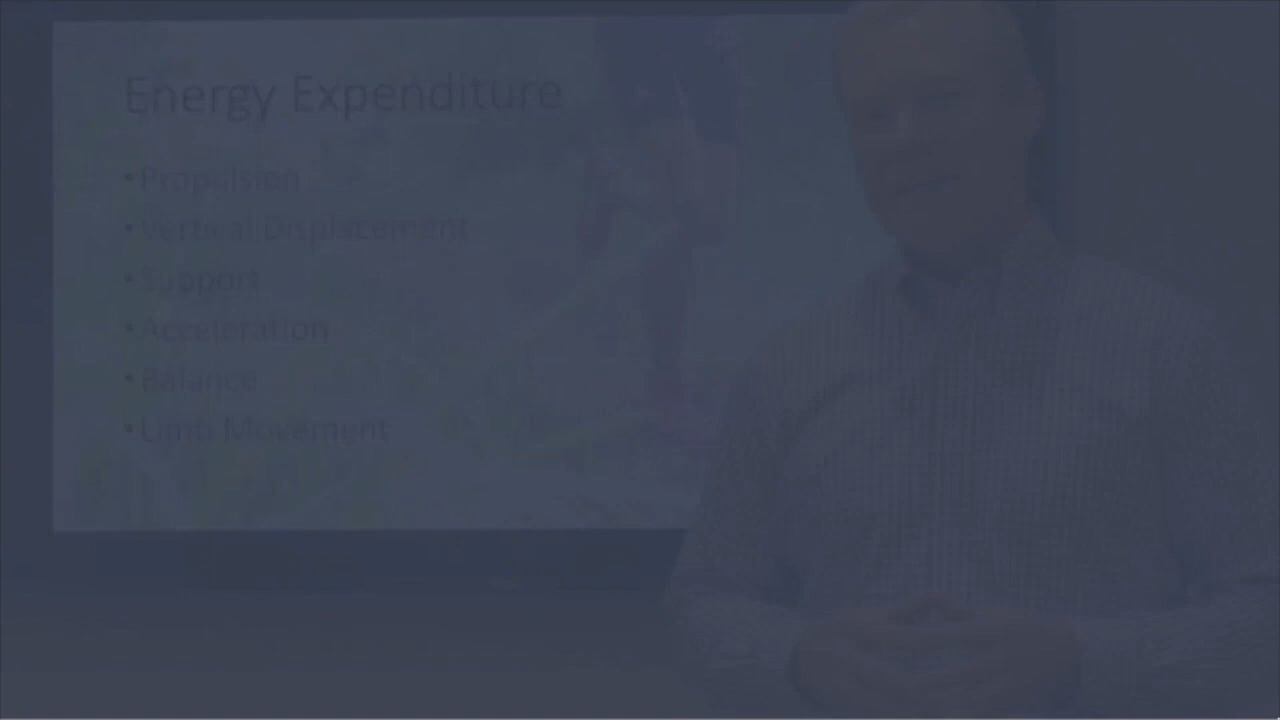 Energy Expenditure
• Propulsion
• Vertical Displacement
• Support
• Acceleration
• Balance
• Limb Movement